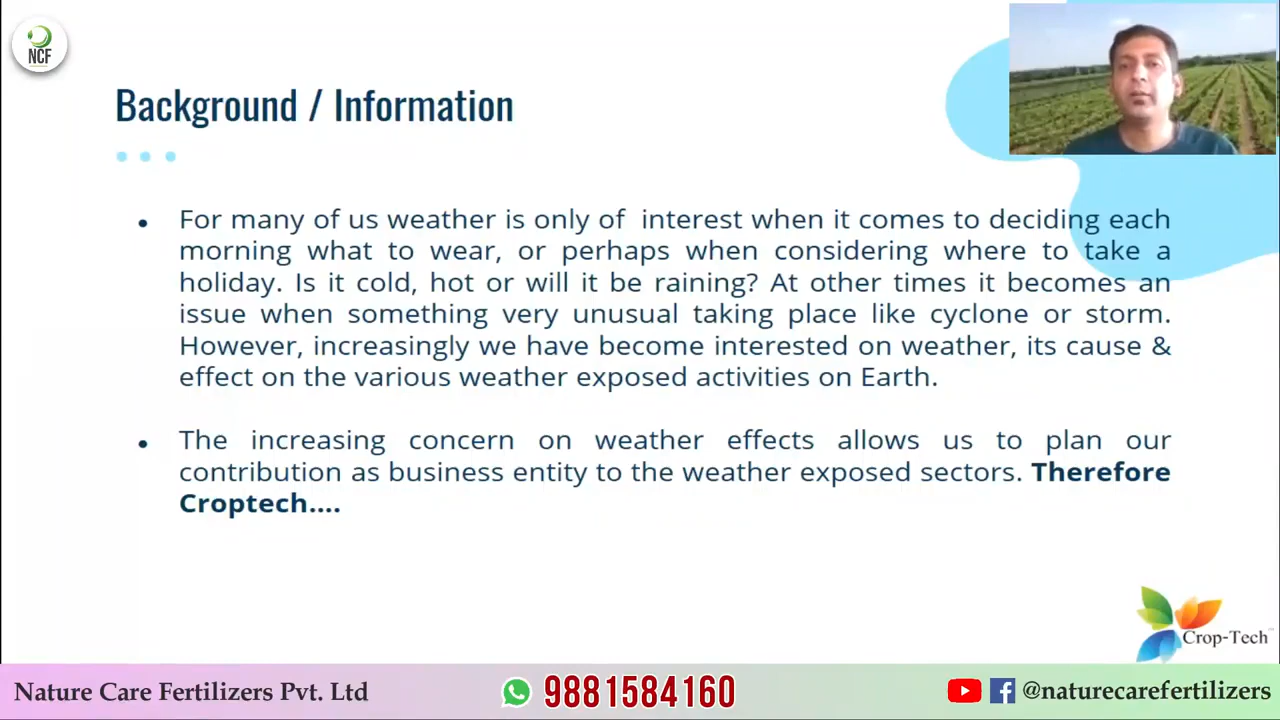 NCF
Background / Information
• For many of us weather is only of interest when it comes to deciding each
morning what to wear, or perhaps when considering where to take a
holiday. Is it cold, hot or will it be raining? At other times it becomes an
issue when something very unusual taking place like cyclone or storm.
However, increasingly we have become interested on weather, its cause &
effect on the various weather exposed activities on Earth.
• The increasing concern on weather effects allows us to plan our
contribution as business entity to the weather exposed sectors. Therefore
Croptech....
Crop-Tech™
Nature Care Fertilizers Pvt. Ltd
9881584160
@naturecarefertilizers